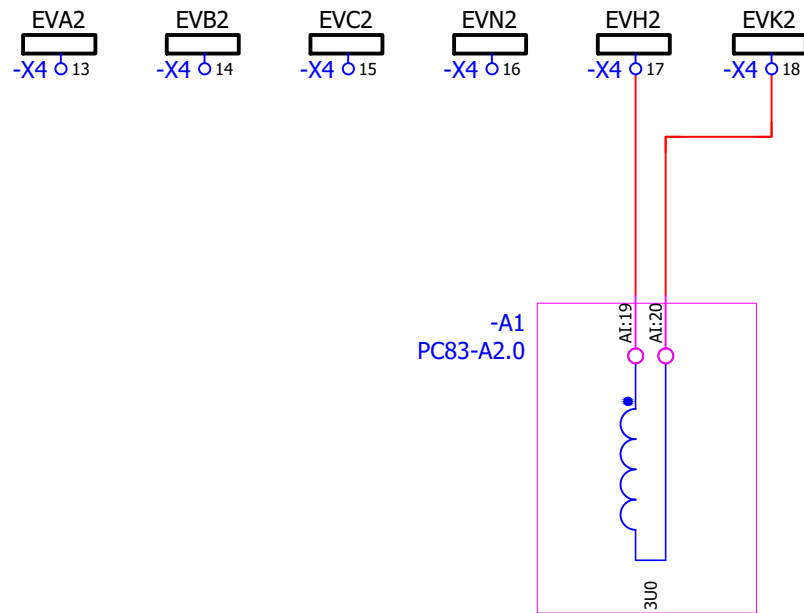 EVA2 EVB2 EVC2 EVN2 EVH2 EVK2
-X4 13 -X4 14 -X4 15 -X4 16 -X4 17 -X4 18
-A1
PC83-A2.0
AI:19
AI:20
3U0